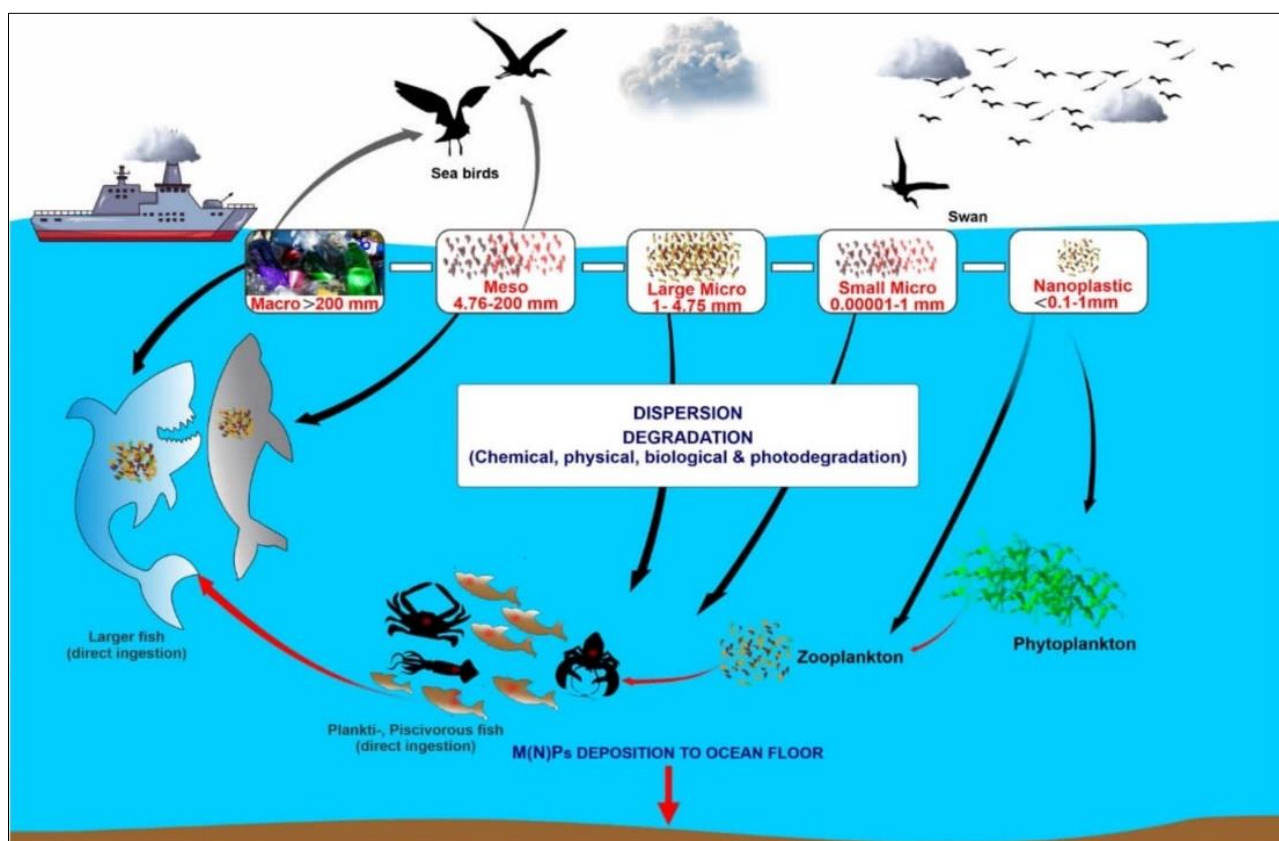 Sea birds
Swan
Macro >200 mm
Meso
4.76-200 mm
Large Micro
1- 4.75 mm
Small Micro
0.00001-1 mm
Nanoplastic
<0.1-1mm
DISPERSION
DEGRADATION
(Chemical, physical, biological & photodegradation)
Larger fish
(direct ingestion)
Zooplankton
Phytoplankton
Plankti-, Piscivorous fish
(direct ingestion)
M(N)Ps DEPOSITION TO OCEAN FLOOR